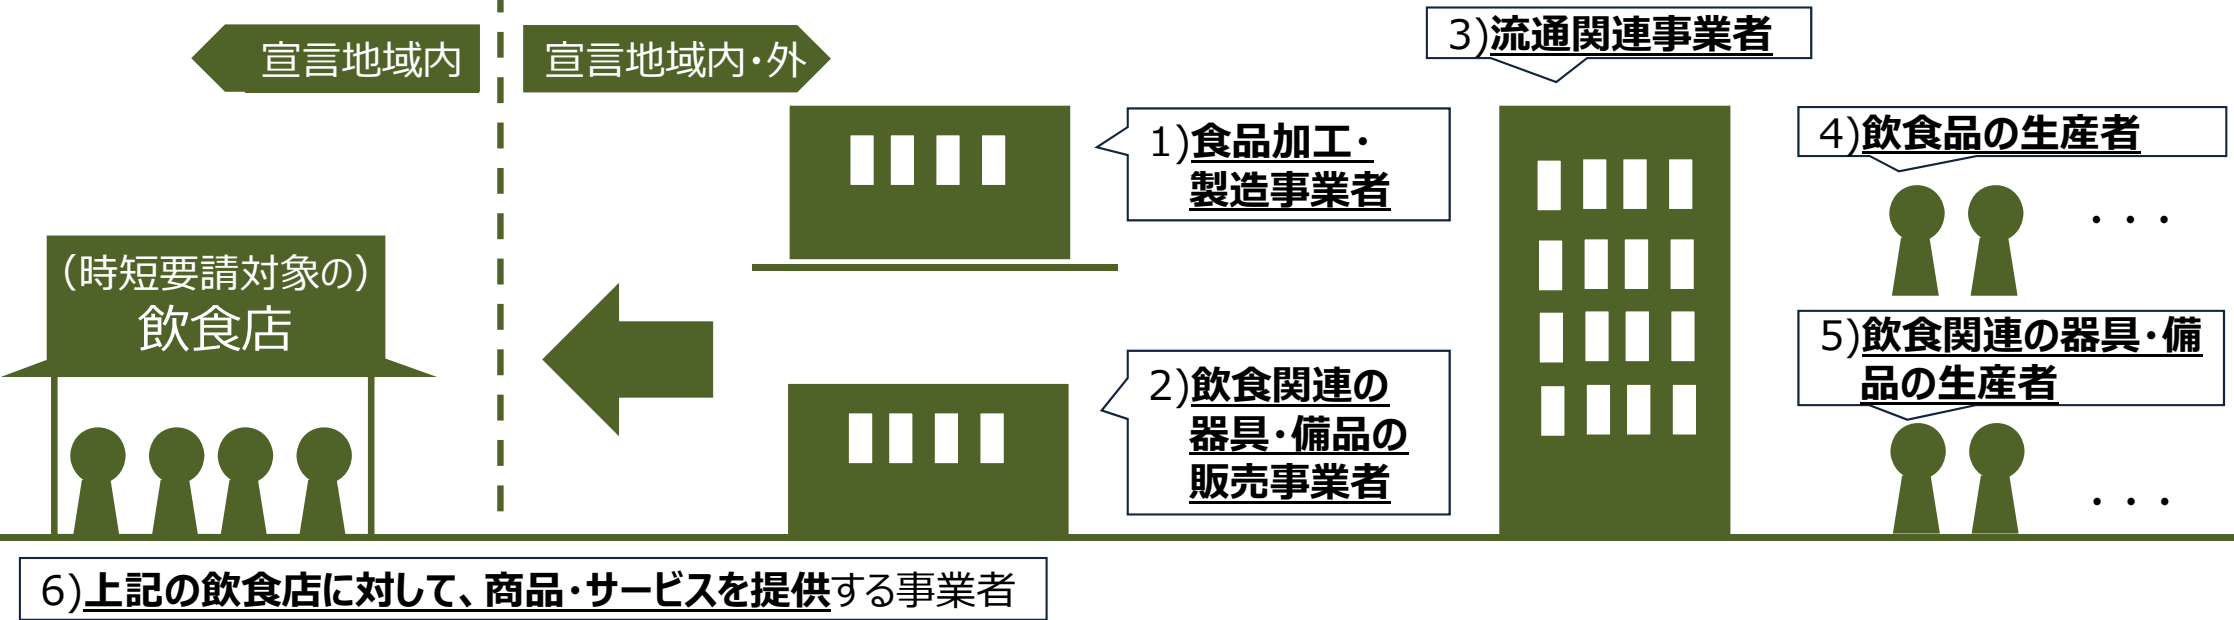 宣言地域内
宣言地域内・外
3)流通関連事業者
1)食品加工・
製造事業者
4)飲食品の生産者
・・・
(時短要請対象の)
飲食店
2)飲食関連の
器具・備品の
販売事業者
5)飲食関連の器具・備
品の生産者
・・・
6)上記の飲食店に対して、商品・サービスを提供する事業者